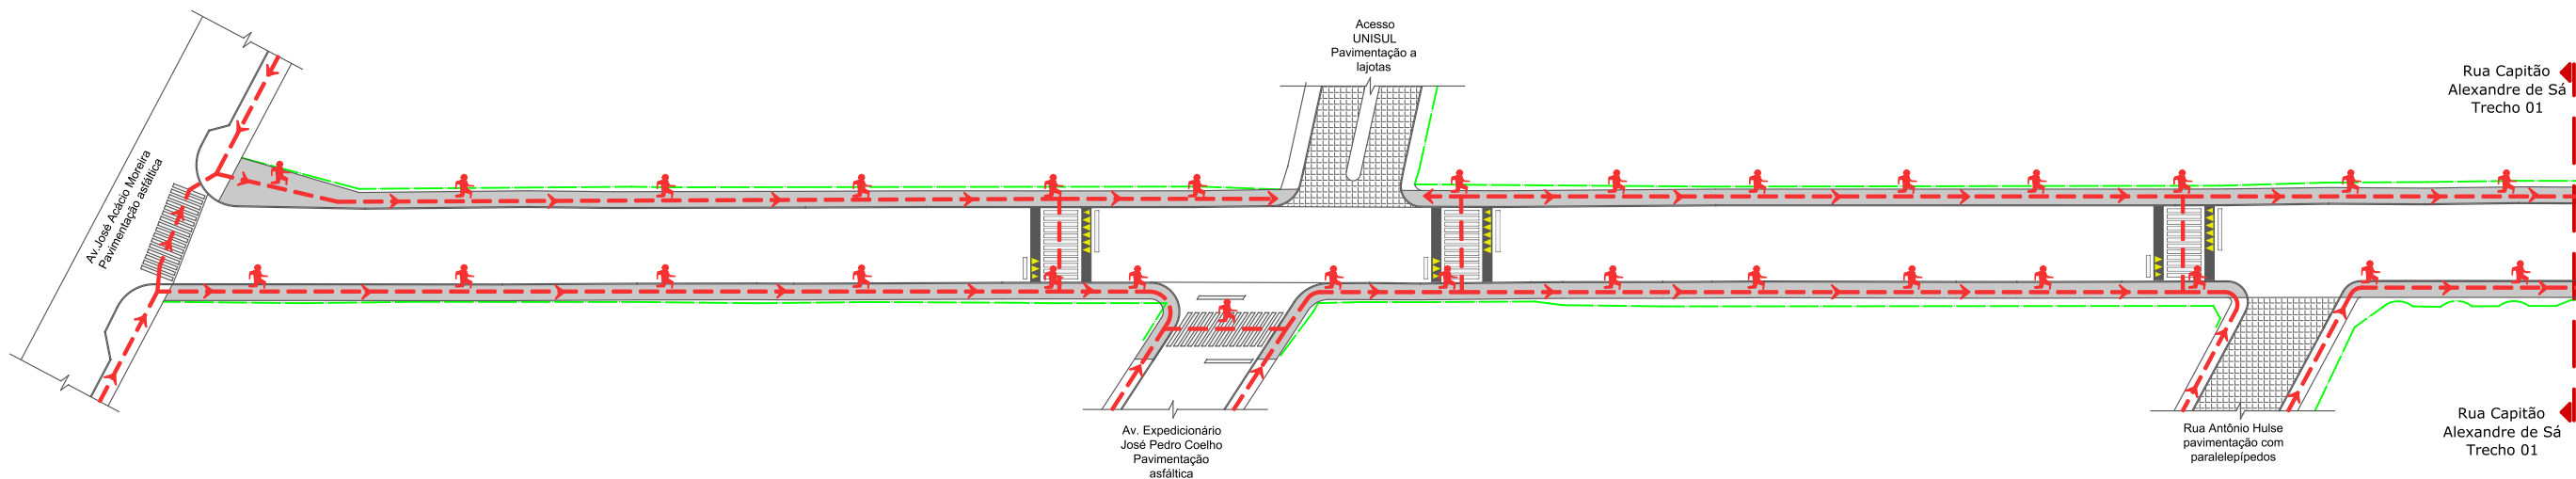 Acesso
UNISUL
Pavimentação a
lajotas
Rua Capitão
Alexandre de Sá
Trecho 01
Av.José Acácio Moreira
Pavimentação asfáltica
Av. Expedicionário
José Pedro Coelho
Pavimentação
asfáltica
Rua Antônio Hulse
pavimentação com
paralelepípedos
Rua Capitão
Alexandre de Sá
Trecho 01